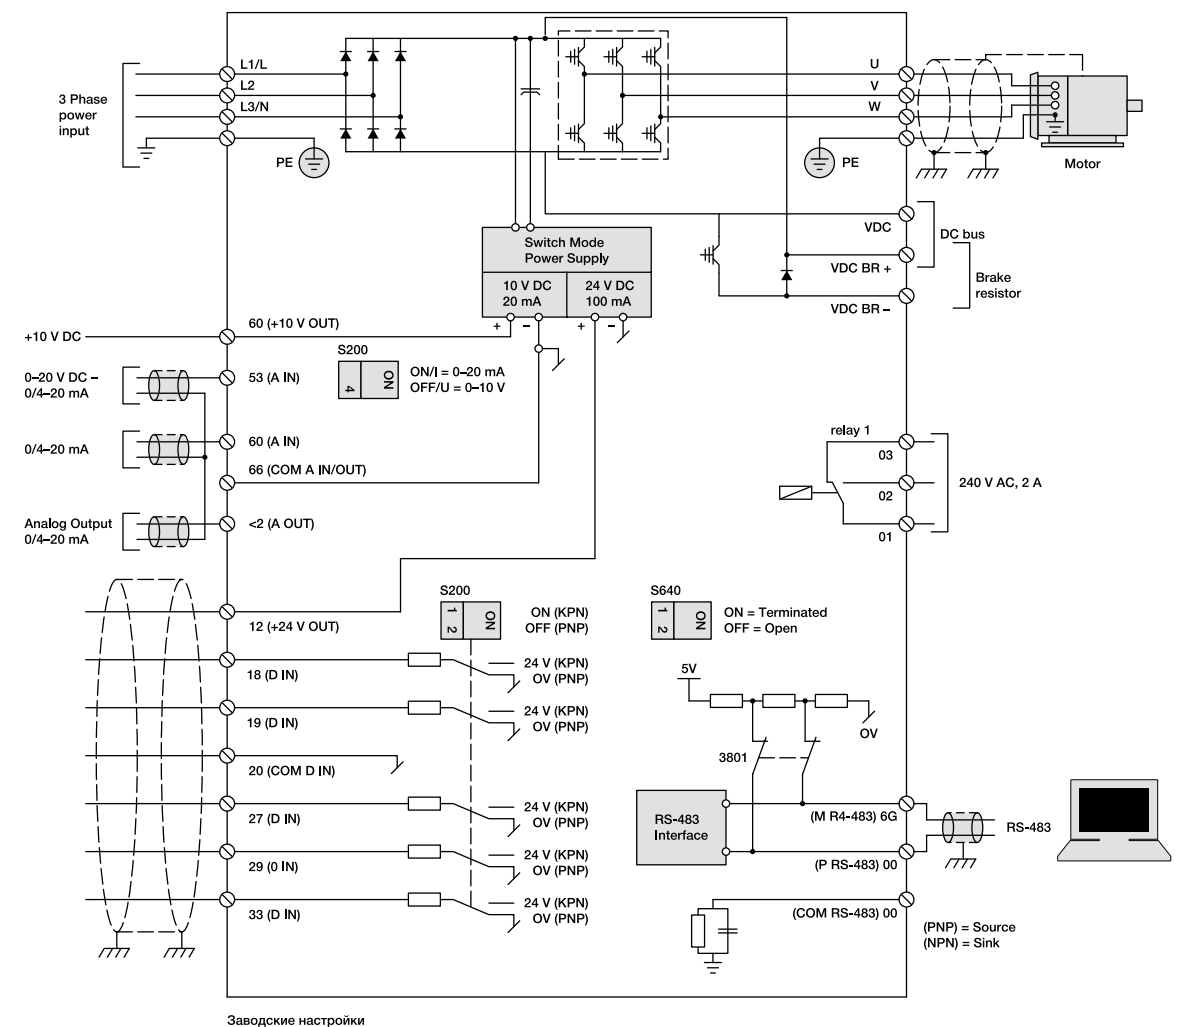 L1/L
L2
L3/N
3 Phase
power
input
PE
U
V
W
PE
Motor
VDC
DC bus
VDC BR +
Brake
resistor
VDC BR –
Switch Mode
Power Supply
10 V DC
20 mA
24 V DC
100 mA
+
–
+
–
60 (+10 V OUT)
+10 V DC
S200
4
ON
ON/I = 0–20 mA
OFF/U = 0–10 V
0–20 V DC –
0/4–20 mA
53 (A IN)
0/4–20 mA
60 (A IN)
66 (COM A IN/OUT)
Analog Output
0/4–20 mA
<2 (A OUT)
relay 1
03
02
01
240 V AC, 2 A
12 (+24 V OUT)
S200
1
2
ON
ON (KPN)
OFF (PNP)
S640
1
2
ON
ON = Terminated
OFF = Open
18 (D IN)
24 V (KPN)
OV (PNP)
19 (D IN)
24 V (KPN)
OV (PNP)
20 (COM D IN)
27 (D IN)
24 V (KPN)
OV (PNP)
29 (0 IN)
24 V (KPN)
OV (PNP)
33 (D IN)
24 V (KPN)
OV (PNP)
5V
OV
3801
RS-483
Interface
(M R4-483) 6G
RS-483
(P RS-483) 00
(COM RS-483) 00
(PNP) = Source
(NPN) = Sink
Заводские настройки